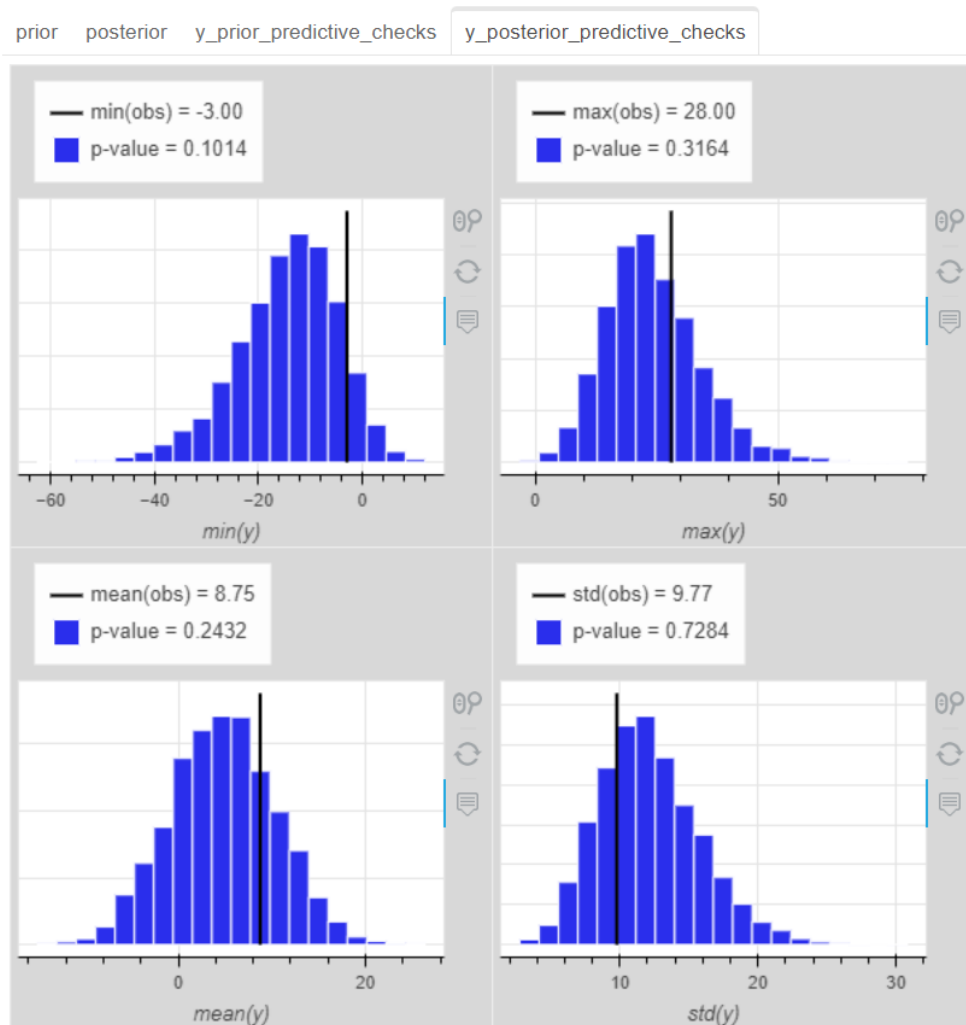 prior posterior y_prior_predictive_checks y_posterior_predictive_checks
min(obs) = -3.00
p-value = 0.1014
−60 −40 −20 0
min(y)
max(obs) = 28.00
p-value = 0.3164
0 50
max(y)
mean(obs) = 8.75
p-value = 0.2432
0 20
mean(y)
std(obs) = 9.77
p-value = 0.7284
10 20 30
std(y)